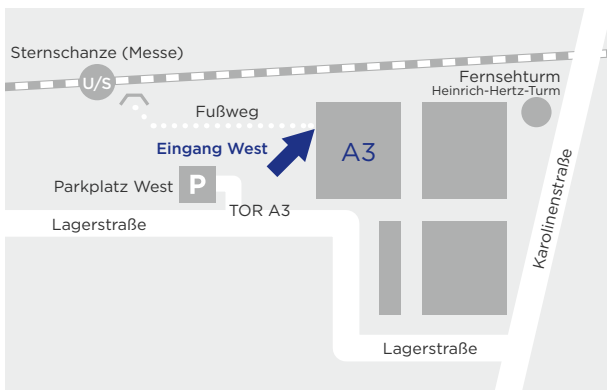 Sternschanze (Messe)
U/S
Fernsehturm
Heinrich-Hertz-Turm
Fußweg
Eingang West
A3
Parkplatz West
P
TOR A3
Lagerstraße
Karolinenstraße
Lagerstraße